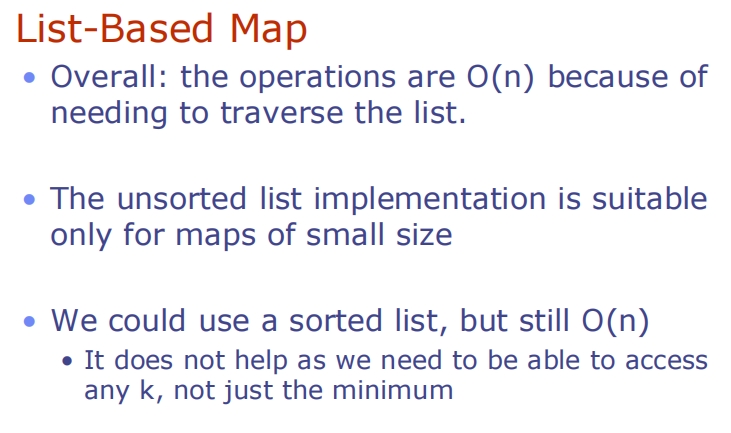 List-Based Map
• Overall: the operations are O(n) because of
needing to traverse the list.
• The unsorted list implementation is suitable
only for maps of small size
• We could use a sorted list, but still O(n)
• It does not help as we need to be able to access
any k, not just the minimum